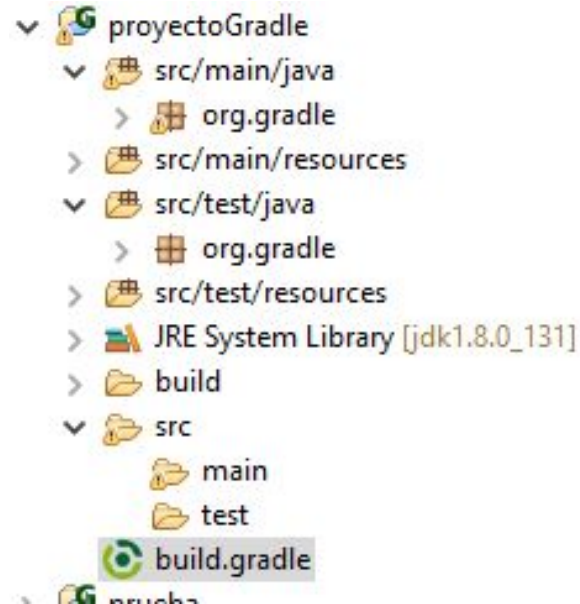 proyectoGradle
src/main/java
org.gradle
src/main/resources
src/test/java
org.gradle
src/test/resources
JRE System Library [jdk1.8.0_131]
build
src
main
test
build.gradle
prueba